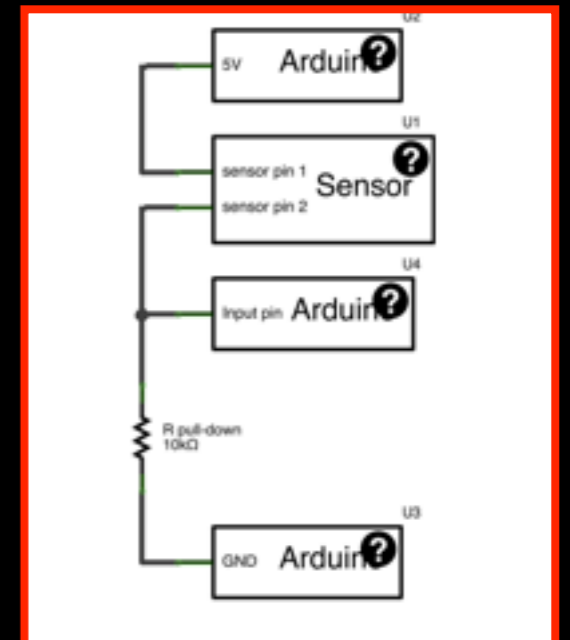 U2
5V Arduin?
U1
sensor pin 1
Sensor?
sensor pin 2
U4
Input pin Arduin?
R pull-down
10kΩ
U3
GND Arduin?